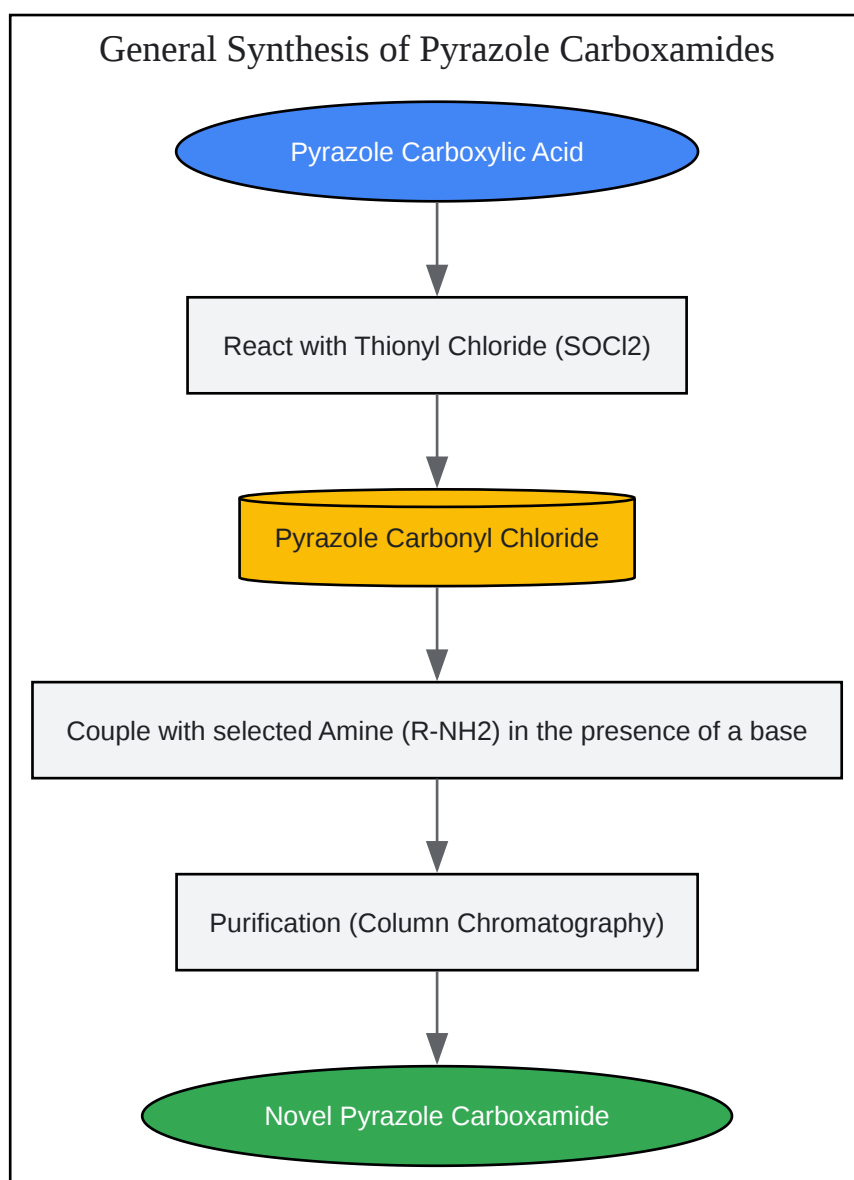 General Synthesis of Pyrazole Carboxamides
Pyrazole Carboxylic Acid
React with Thionyl Chloride (SOCl2)
Pyrazole Carbonyl Chloride
Couple with selected Amine (R-NH2) in the presence of a base
Purification (Column Chromatography)
Novel Pyrazole Carboxamide